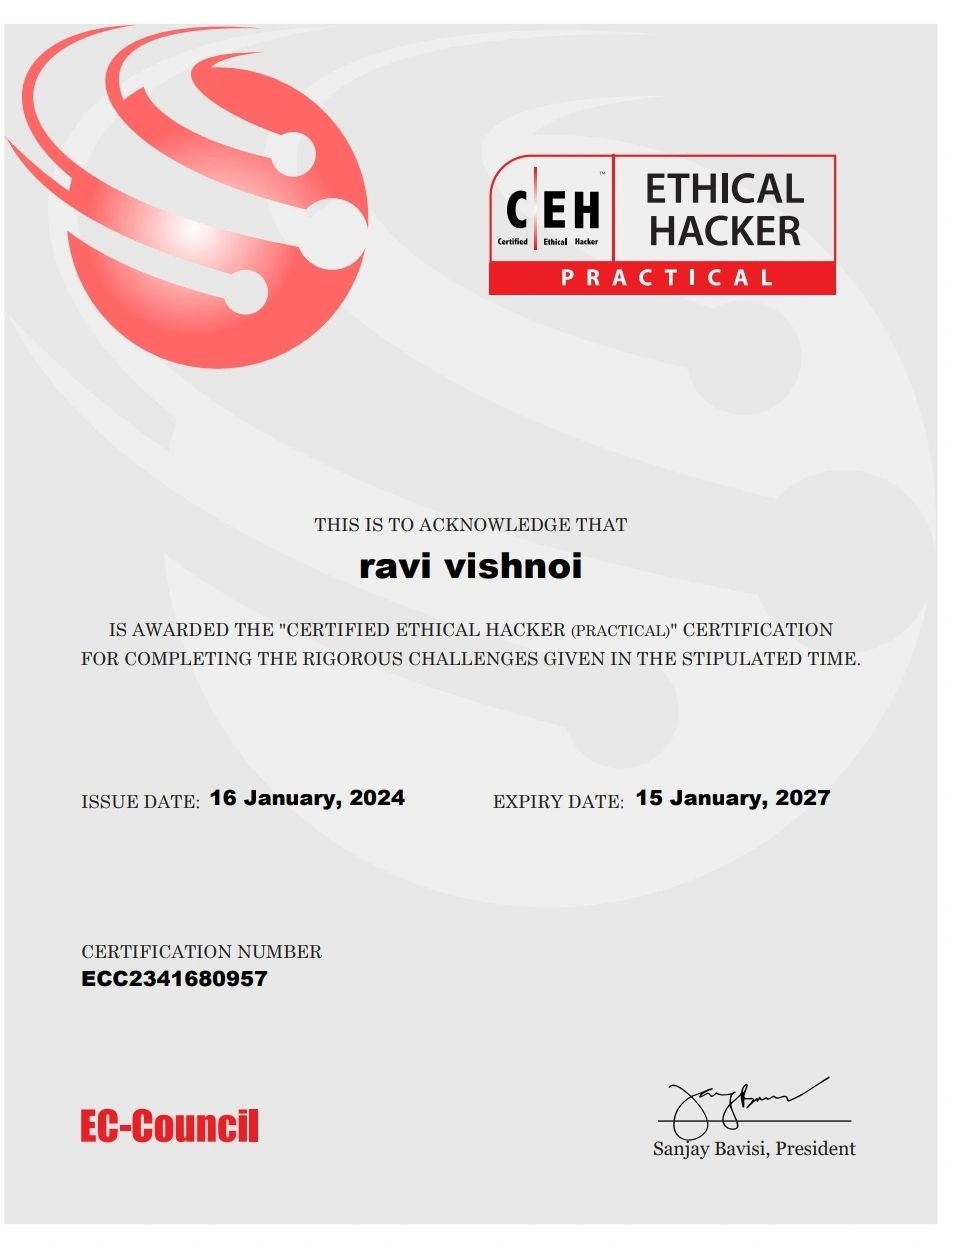 C|EH™
Certified Ethical Hacker
ETHICAL
HACKER
PRACTICAL
THIS IS TO ACKNOWLEDGE THAT
ravi vishnoi
IS AWARDED THE "CERTIFIED ETHICAL HACKER (PRACTICAL)" CERTIFICATION
FOR COMPLETING THE RIGOROUS CHALLENGES GIVEN IN THE STIPULATED TIME.
ISSUE DATE: 16 January, 2024 EXPIRY DATE: 15 January, 2027
CERTIFICATION NUMBER
ECC2341680957
EC-Council
Sanjay Bavisi, President